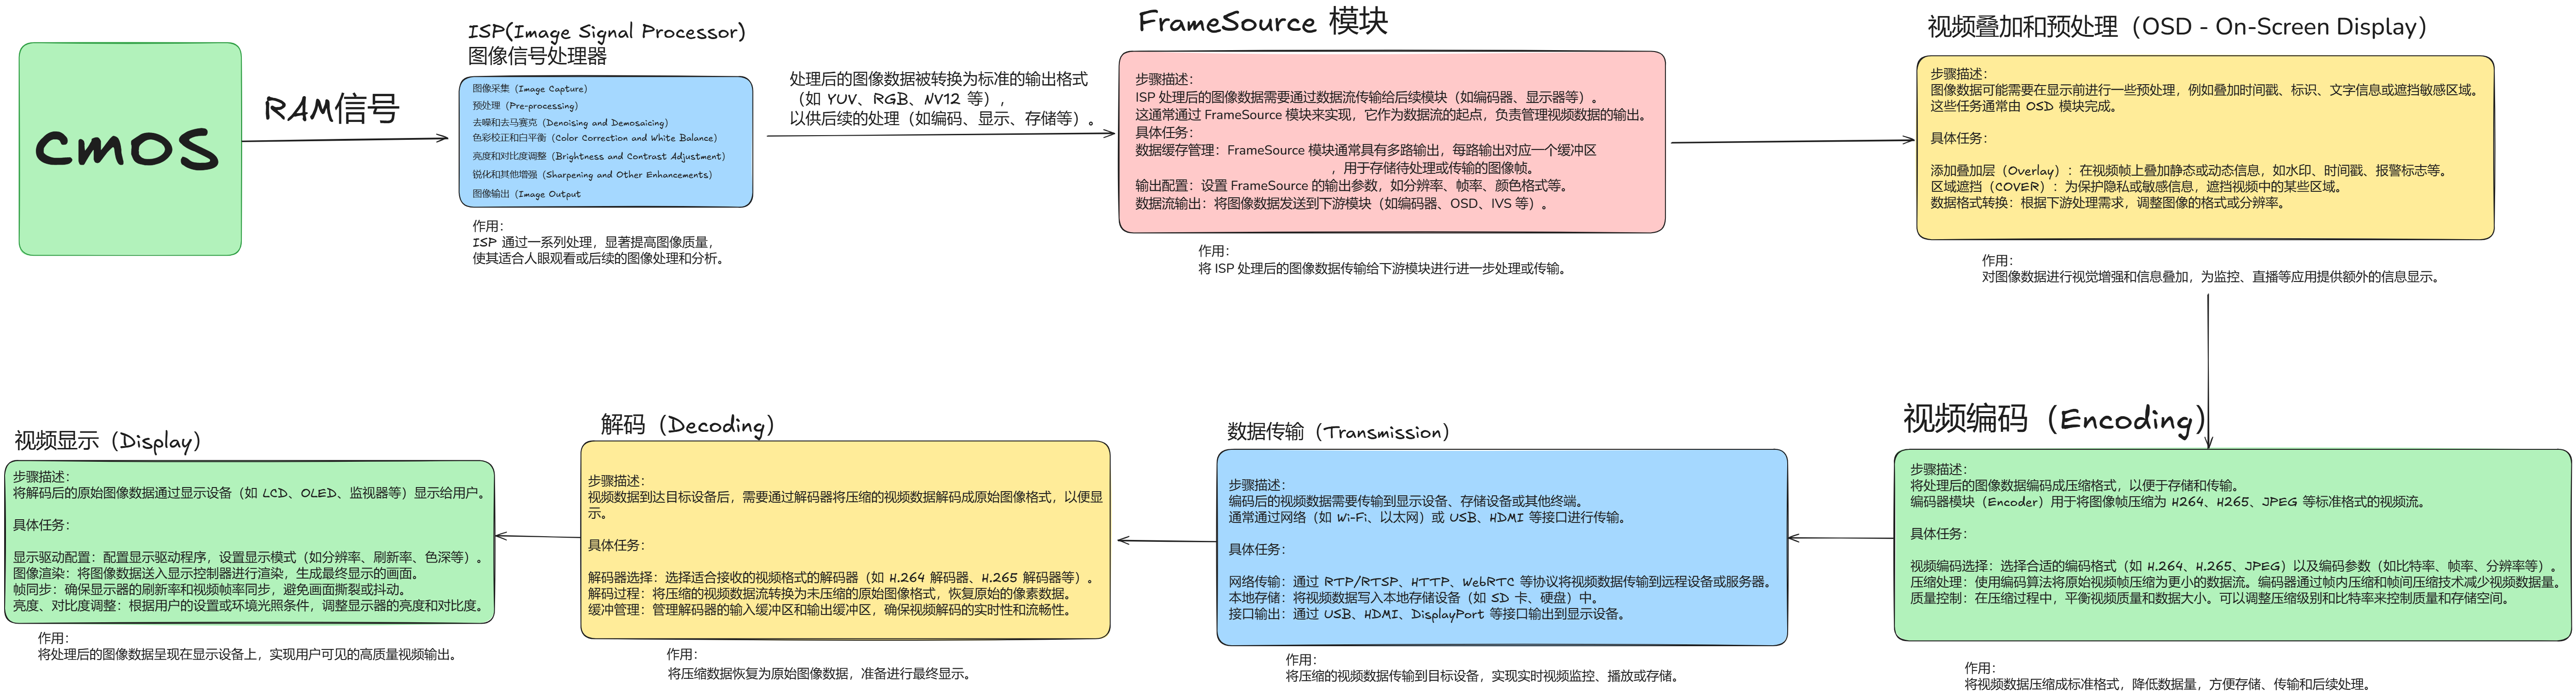 cmos
RAM信号
ISP(Image Signal Processor)
图像信号处理器
图像采集（Image Capture）
预处理（Pre-processing）
去噪和去马赛克（Denoising and Demosaicing）
色彩校正和白平衡（Color Correction and White Balance）
亮度和对比度调整（Brightness and Contrast Adjustment）
锐化和其他增强（Sharpening and Other Enhancements）
图像输出（Image Output
作用：
ISP 通过一系列处理，显著提高图像质量，
使其适合人眼观看或后续的图像处理和分析。
处理后的图像数据被转换为标准的输出格式
（如 YUV、RGB、NV12 等），
以供后续的处理（如编码、显示、存储等）。
FrameSource 模块
步骤描述：
ISP 处理后的图像数据需要通过数据流传输给后续模块（如编码器、显示器等）。
这通常通过 FrameSource 模块来实现，它作为数据流的起点，负责管理视频数据的输出。
具体任务：
数据缓存管理：FrameSource 模块通常具有多路输出，每路输出对应一个缓冲区
，用于存储待处理或传输的图像帧。
输出配置：设置 FrameSource 的输出参数，如分辨率、帧率、颜色格式等。
数据流输出：将图像数据发送到下游模块（如编码器、OSD、IVS 等）。
作用：
将 ISP 处理后的图像数据传输给下游模块进行进一步处理或传输。
视频叠加和预处理（OSD - On-Screen Display）
步骤描述：
图像数据可能需要在显示前进行一些预处理，例如叠加时间戳、标识、文字信息或遮挡敏感区域。
这些任务通常由 OSD 模块完成。
具体任务：
添加叠加层（Overlay）：在视频帧上叠加静态或动态信息，如水印、时间戳、报警标志等。
区域遮挡（COVER）：为保护隐私或敏感信息，遮挡视频中的某些区域。
数据格式转换：根据下游处理需求，调整图像的格式或分辨率。
作用：
对图像数据进行视觉增强和信息叠加，为监控、直播等应用提供额外的信息显示。
视频编码（Encoding）
步骤描述：
将处理后的图像数据编码成压缩格式，以便于存储和传输。
编码器模块（Encoder）用于将图像帧压缩为 H264、H265、JPEG 等标准格式的视频流。
具体任务：
视频编码选择：选择合适的编码格式（如 H.264、H.265、JPEG）以及编码参数（如比特率、帧率、分辨率等）。
压缩处理：使用编码算法将原始视频帧压缩为更小的数据流。编码器通过帧内压缩和帧间压缩技术减少视频数据量。
质量控制：在压缩过程中，平衡视频质量和数据大小。可以调整压缩级别和比特率来控制质量和存储空间。
作用：
将视频数据压缩成标准格式，降低数据量，方便存储、传输和后续处理。
数据传输（Transmission）
步骤描述：
编码后的视频数据需要传输到显示设备、存储设备或其他终端。
通常通过网络（如 Wi-Fi、以太网）或 USB、HDMI 等接口进行传输。
具体任务：
网络传输：通过 RTP/RTSP、HTTP、WebRTC 等协议将视频数据传输到远程设备或服务器。
本地存储：将视频数据写入本地存储设备（如 SD 卡、硬盘）中。
接口输出：通过 USB、HDMI、DisplayPort 等接口输出到显示设备。
作用：
将压缩的视频数据传输到目标设备，实现实时视频监控、播放或存储。
解码（Decoding）
步骤描述：
视频数据到达目标设备后，需要通过解码器将压缩的视频数据解码成原始图像格式，以便显
示。
具体任务：
解码器选择：选择适合接收的视频格式的解码器（如 H.264 解码器、H.265 解码器等）。
解码过程：将压缩的视频数据流转换为未压缩的原始图像格式，恢复原始的像素数据。
缓冲管理：管理解码器的输入缓冲区和输出缓冲区，确保视频解码的实时性和流畅性。
作用：
将压缩数据恢复为原始图像数据，准备进行最终显示。
视频显示（Display）
步骤描述：
将解码后的原始图像数据通过显示设备（如 LCD、OLED、监视器等）显示给用户。
具体任务：
显示驱动配置：配置显示驱动程序，设置显示模式（如分辨率、刷新率、色深等）。
图像渲染：将图像数据送入显示控制器进行渲染，生成最终显示的画面。
帧同步：确保显示器的刷新率和视频帧率同步，避免画面撕裂或抖动。
亮度、对比度调整：根据用户的设置或环境光照条件，调整显示器的亮度和对比度。
作用：
将处理后的图像数据呈现在显示设备上，实现用户可见的高质量视频输出。